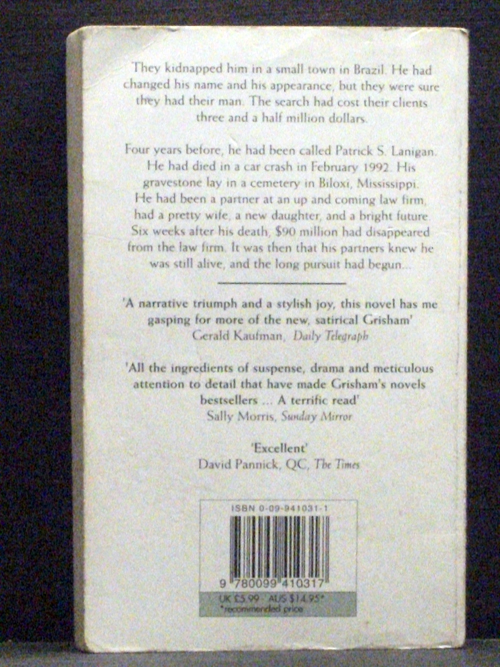 They kidnapped him in a small town in Brazil. He had
changed his name and his appearance, but they were sure
they had their man. The search had cost their clients
three and a half million dollars.
Four years before, he had been called Patrick S. Lanigan.
He had died in a car crash in February 1992. His
gravestone lay in a cemetery in Biloxi, Mississippi.
He had been a partner at an up and coming law firm,
had a pretty wife, a new daughter, and a bright future.
Six weeks after his death, $90 million had disappeared
from the law firm. It was then that his partners knew he
was still alive, and the long pursuit had begun...
'A narrative triumph and a stylish joy, this novel has me
gasping for more of the new, satirical Grisham'
Gerald Kaufman, Daily Telegraph
'All the ingredients of suspense, drama and meticulous
attention to detail that have made Grisham's novels
bestsellers ... A terrific read'
Sally Morris, Sunday Mirror
'Excellent'
David Pannick, QC, The Times
ISBN 0-09-941031-1
9 780099 410317
UK £5.99 AUS $14.95*
*recommended price